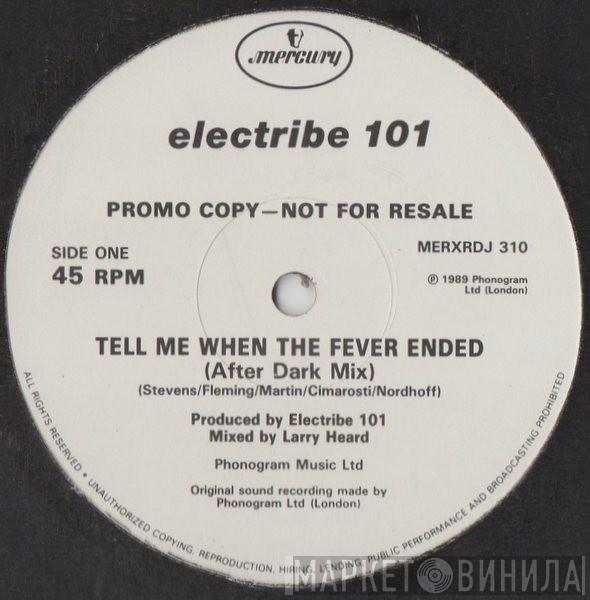 mercury
electribe 101
PROMO COPY—NOT FOR RESALE
SIDE ONE
45 RPM
MERXRDJ 310
℗ 1989 Phonogram
Ltd (London)
TELL ME WHEN THE FEVER ENDED
(After Dark Mix)
(Stevens/Fleming/Martin/Cimarosti/Nordhoff)
Produced by Electribe 101
Mixed by Larry Heard
Phonogram Music Ltd
Original sound recording made by
Phonogram Ltd (London)
ALL RIGHTS RESERVED • UNAUTHORIZED COPYING, REPRODUCTION, HIRING, LENDING, PUBLIC PERFORMANCE AND BROADCASTING PROHIBITED
МАРКЕТ ВИНИЛА